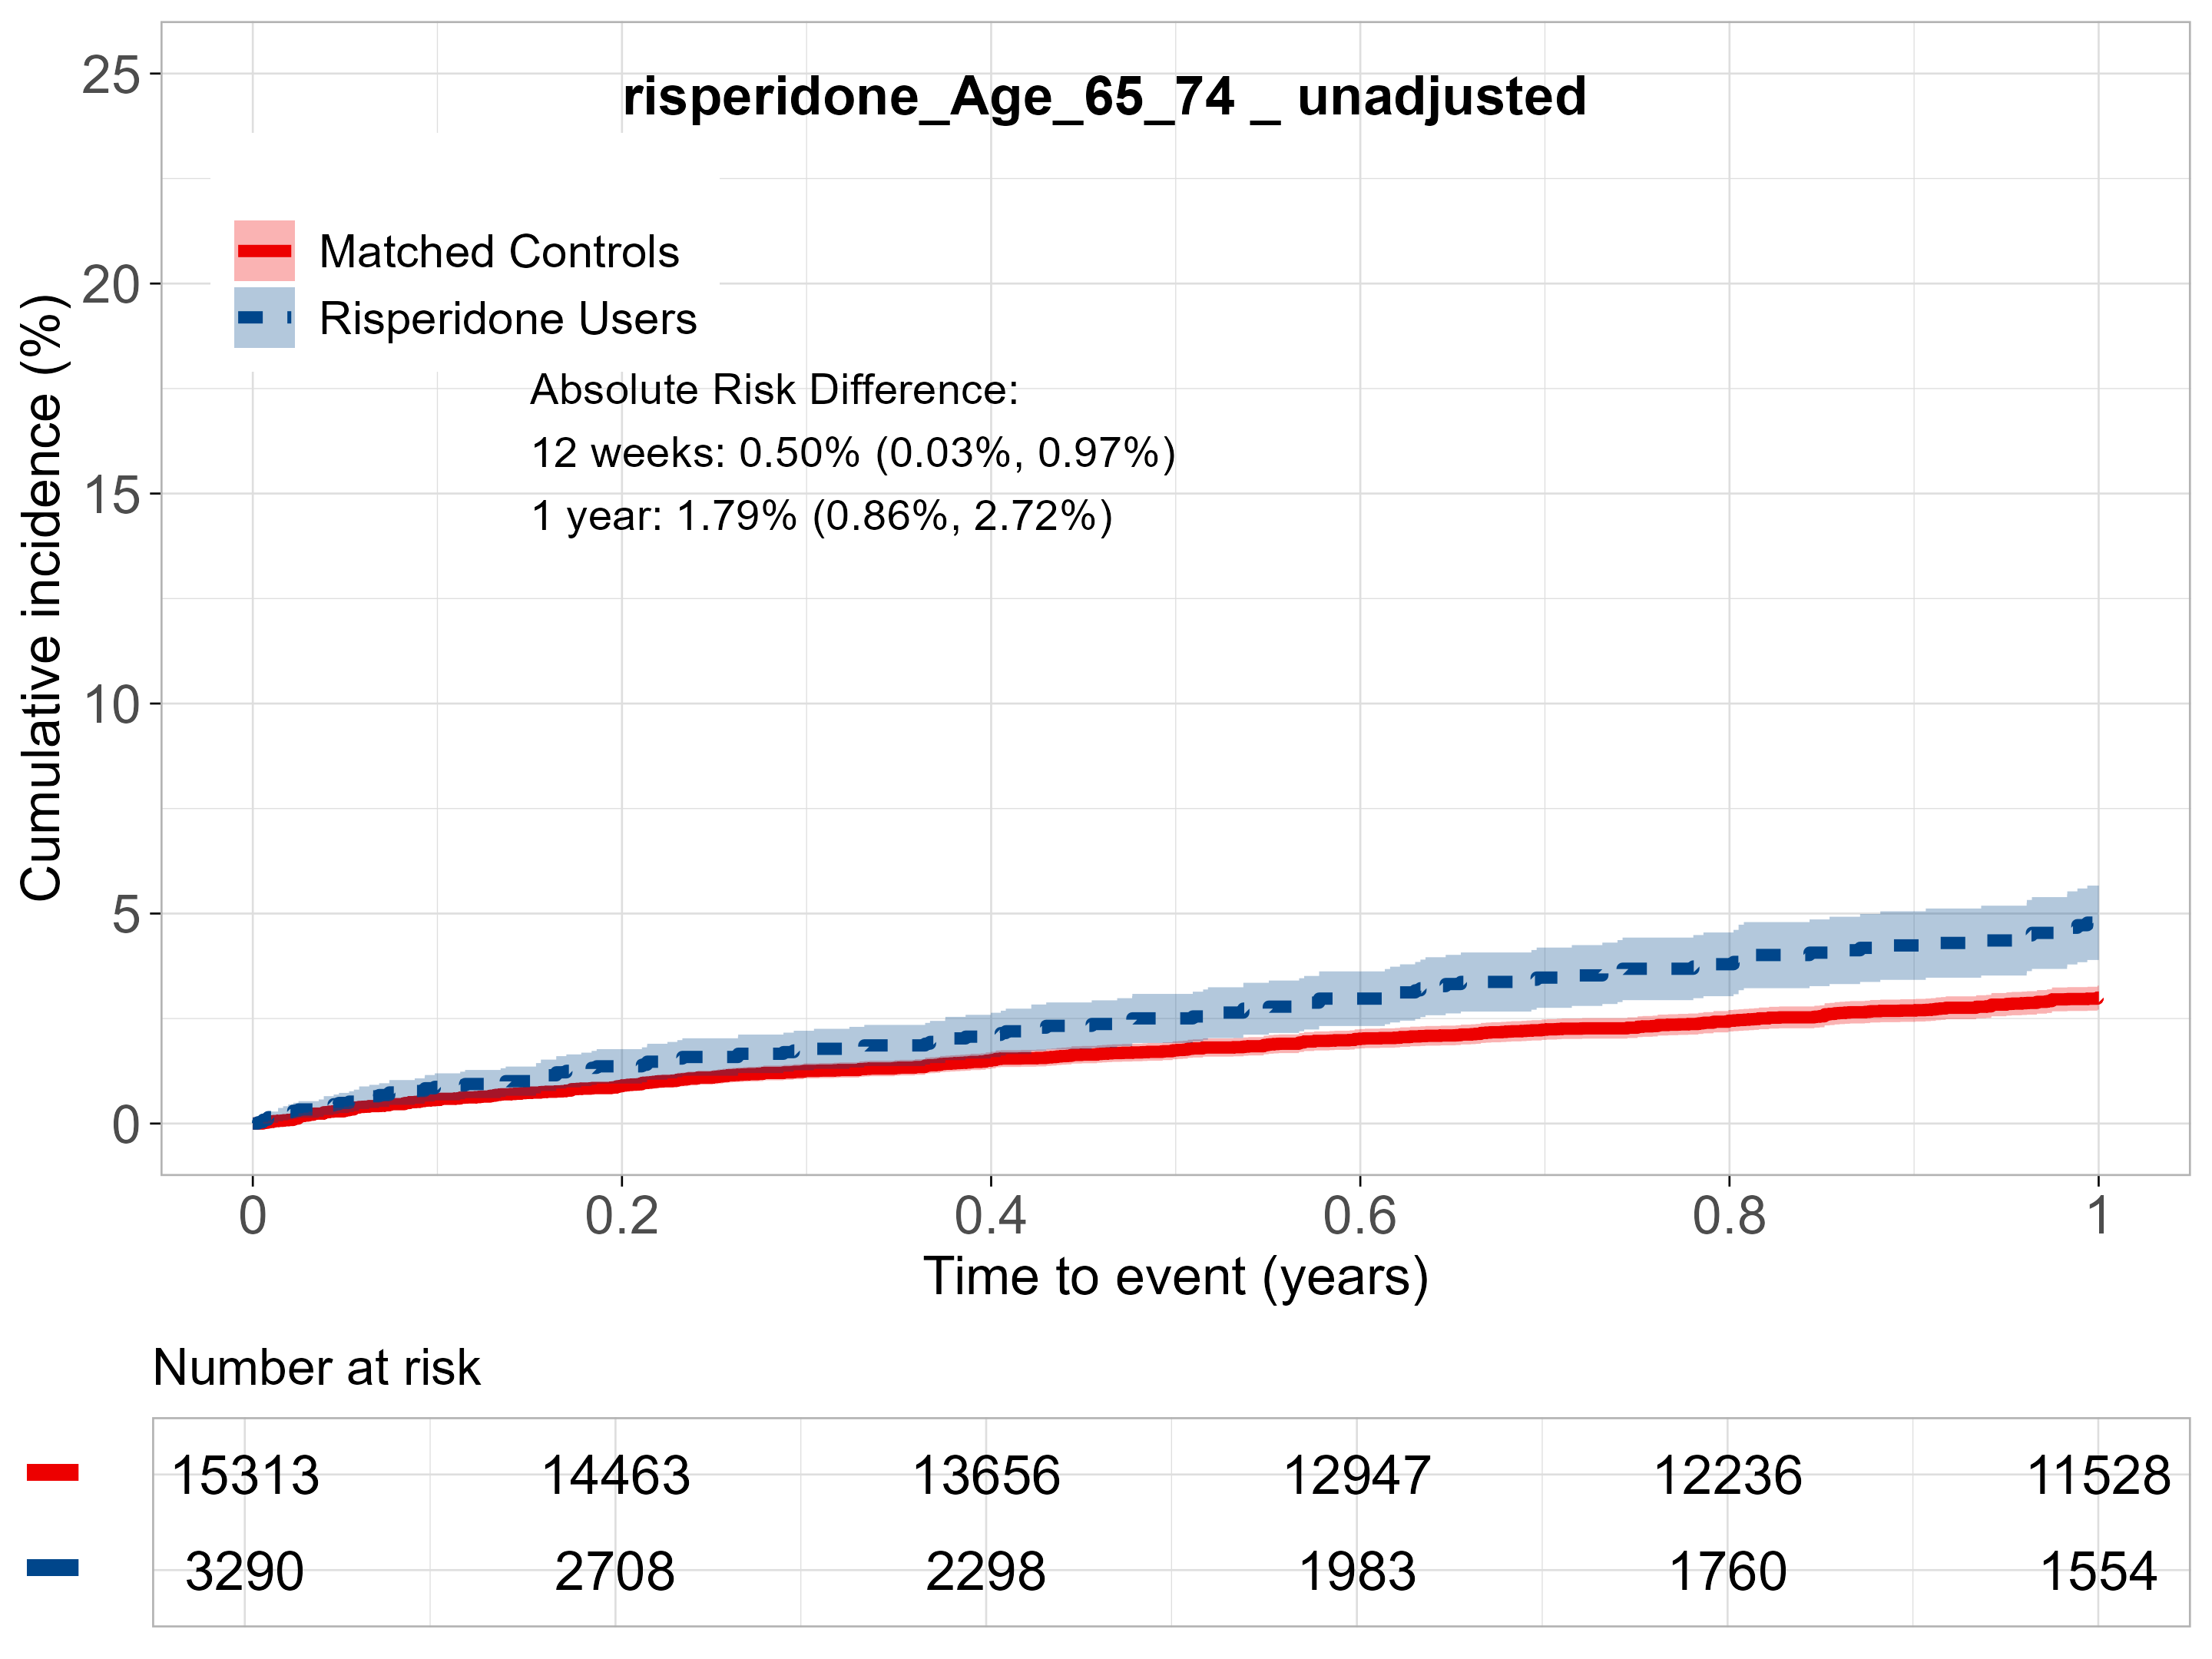 risperidone_Age_65_74 _ unadjusted
Matched Controls
Risperidone Users
Absolute Risk Difference:
12 weeks: 0.50% (0.03%, 0.97%)
1 year: 1.79% (0.86%, 2.72%)
Cumulative incidence (%)
25
20
15
10
5
0
0 0.2 0.4 0.6 0.8 1
Time to event (years)
Number at risk
15313 14463 13656 12947 12236 11528
3290 2708 2298 1983 1760 1554